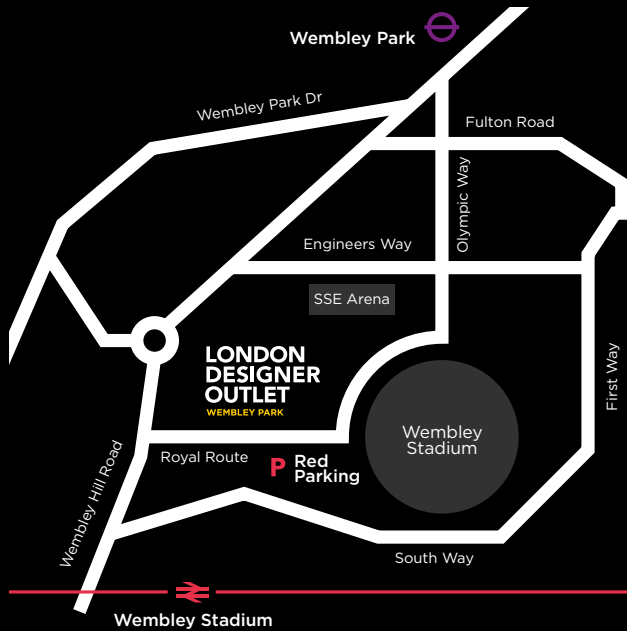 Wembley Park
Wembley Park Dr
Fulton Road
Olympic Way
Engineers Way
SSE Arena
LONDON
DESIGNER
OUTLET
WEMBLEY PARK
First Way
Wembley
Stadium
Royal Route
P Red
Parking
Wembley Hill Road
South Way
Wembley Stadium